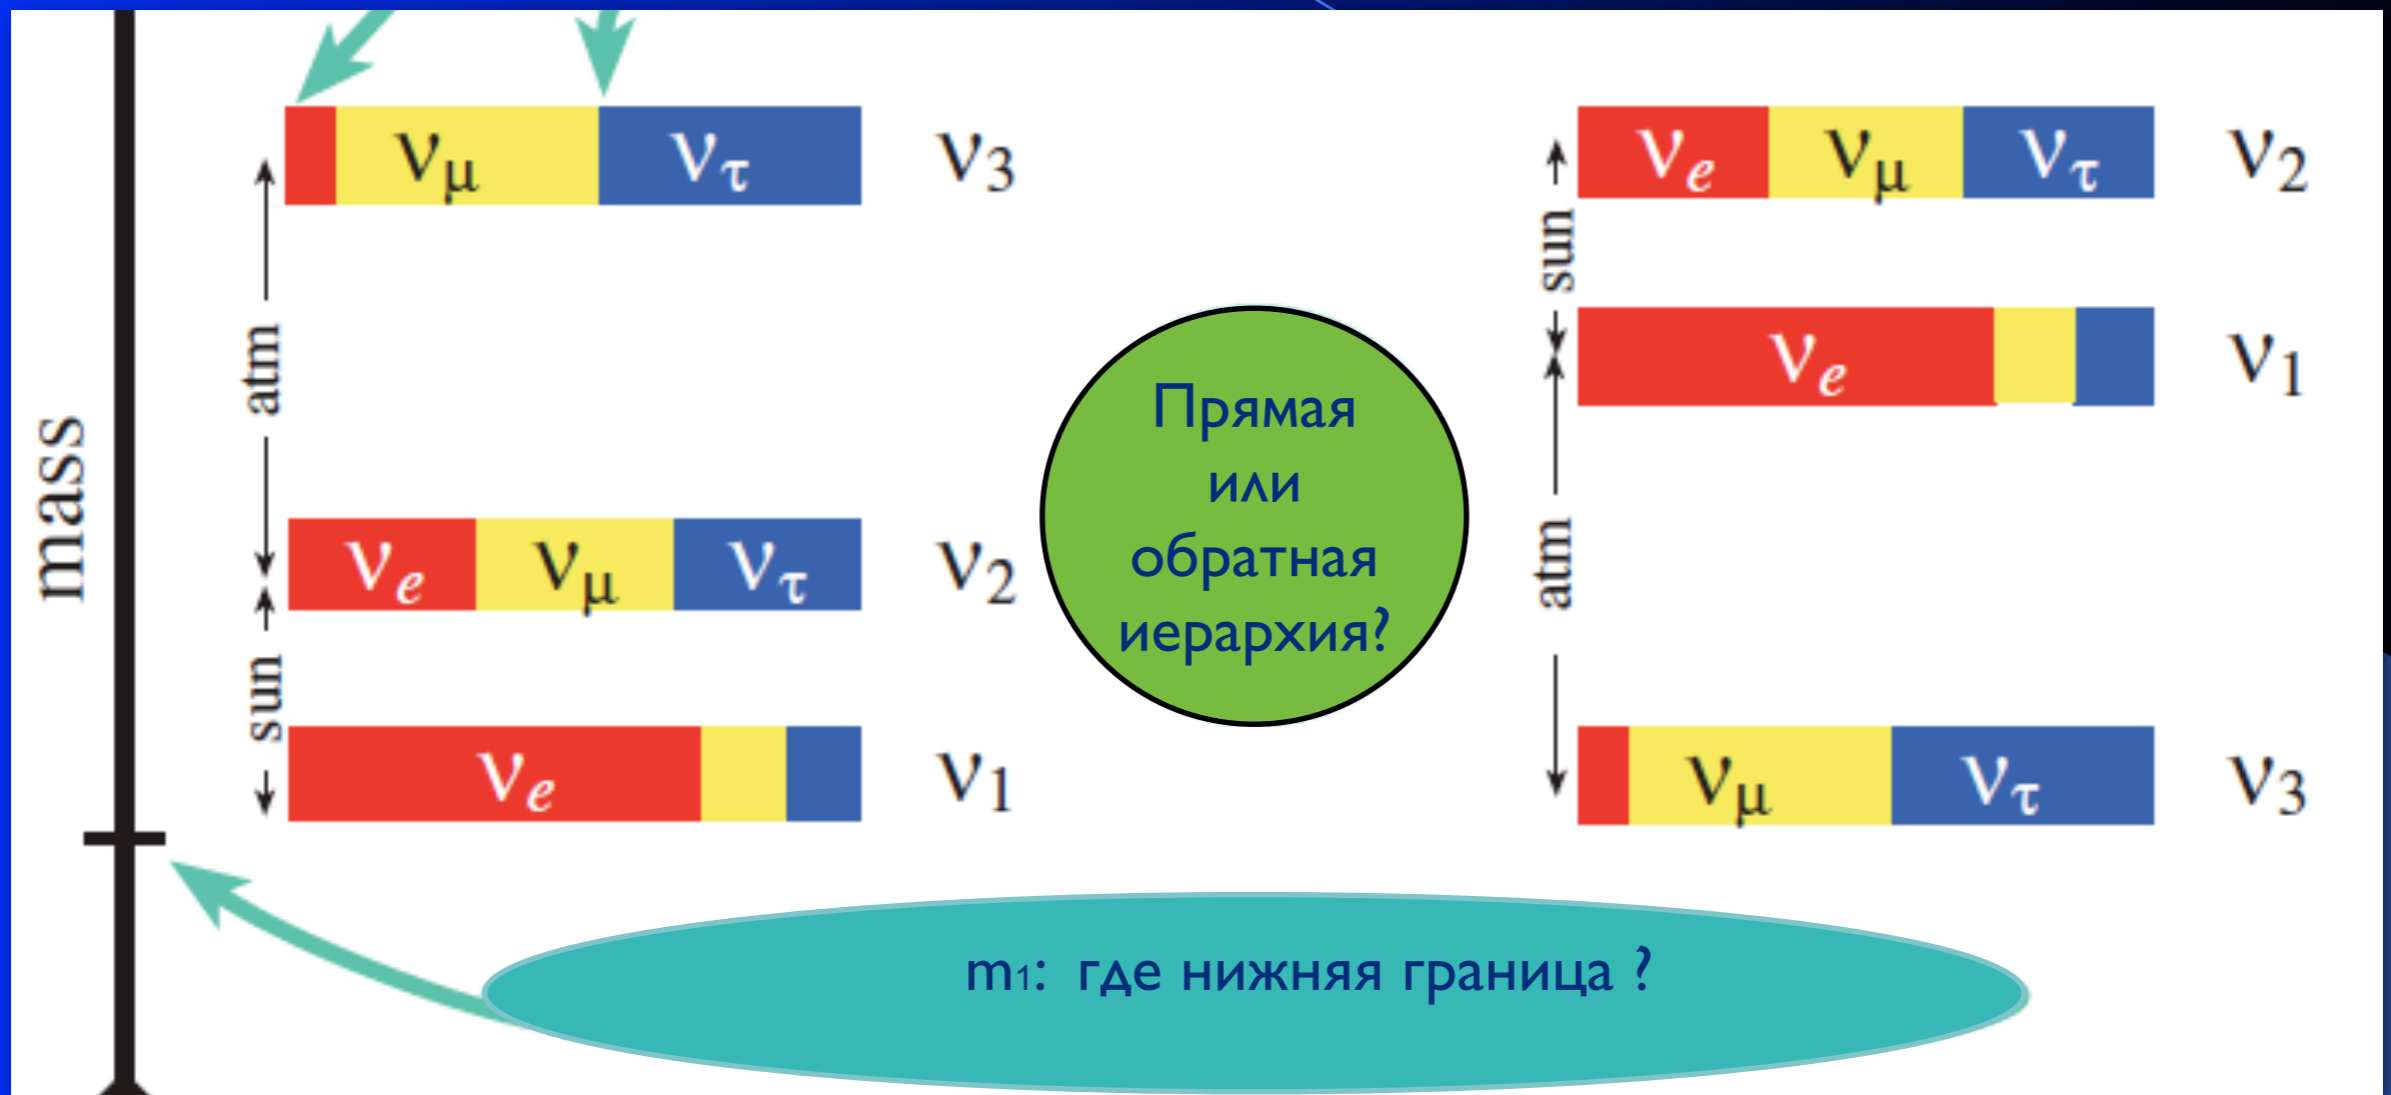 mass
atm
sun
νμ ντ ν3
νe νμ ντ ν2
νe ν1
Прямая
или
обратная
иерархия?
sun
atm
νe νμ ντ ν2
νe ν1
νμ ντ ν3
m1: где нижняя граница ?